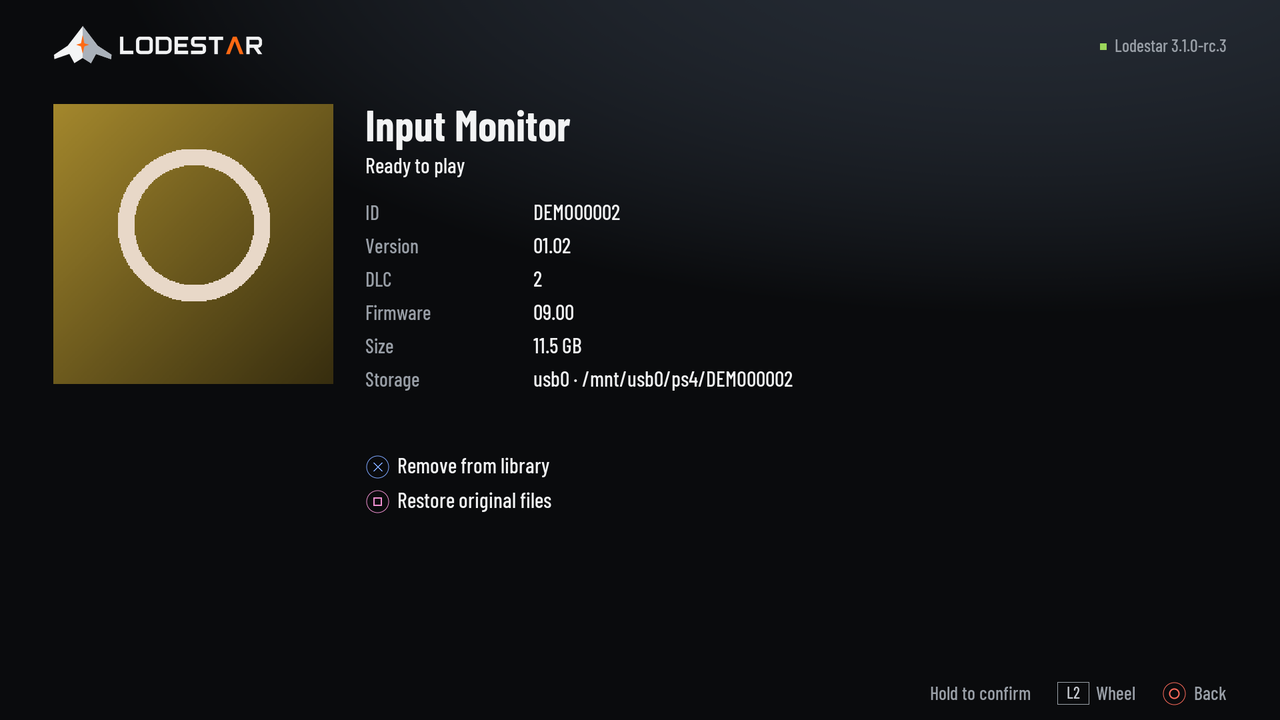 LODESTAR
Lodestar 3.1.0-rc.3
Input Monitor
Ready to play
ID DEMO00002
Version 01.02
DLC 2
Firmware 09.00
Size 11.5 GB
Storage usb0 · /mnt/usb0/ps4/DEMO00002
Remove from library
Restore original files
Hold to confirm L2 Wheel Back